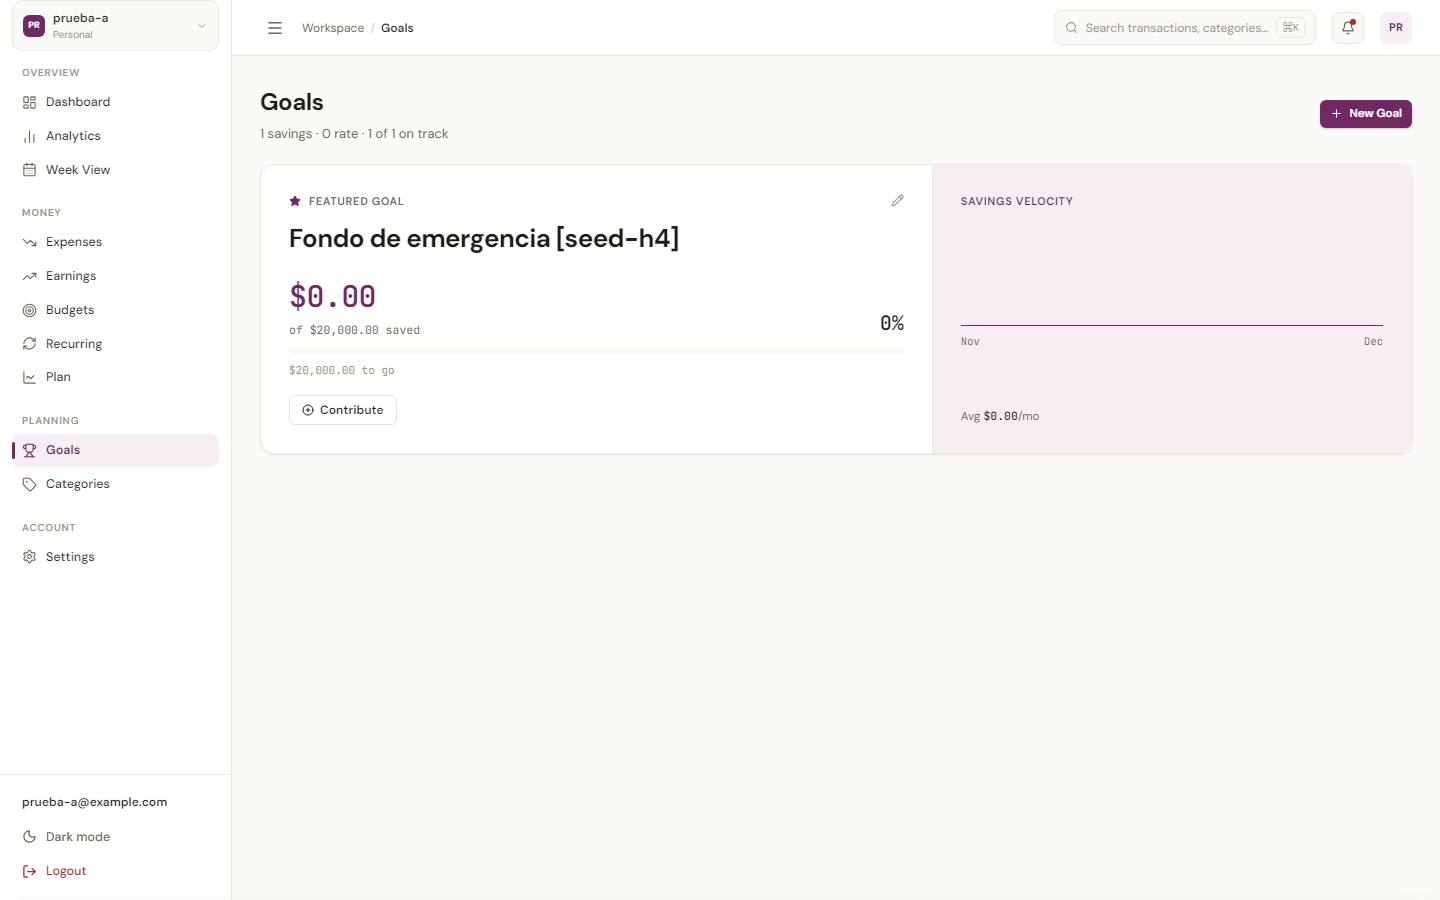 PR
prueba-a
Personal
OVERVIEW
Dashboard
Analytics
Week View
MONEY
Expenses
Earnings
Budgets
Recurring
Plan
PLANNING
Goals
Categories
ACCOUNT
Settings
prueba-a@example.com
Dark mode
Logout
Workspace / Goals
Search transactions, categories... ⌘K
PR
Goals
1 savings · 0 rate · 1 of 1 on track
+ New Goal
FEATURED GOAL
Fondo de emergencia [seed-h4]
$0.00
of $20,000.00 saved
0%
$20,000.00 to go
Contribute
SAVINGS VELOCITY
Nov Dec
Avg $0.00/mo